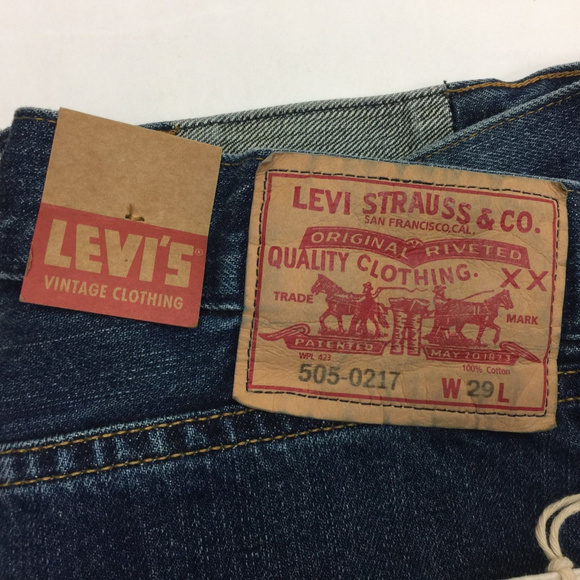 LEVI'S®
VINTAGE CLOTHING
LEVI STRAUSS & CO.
SAN FRANCISCO, CAL.
ORIGINAL RIVETED
QUALITY CLOTHING. XX
TRADE MARK
PATENTED MAY 20 1873
WPL 423 100% Cotton
505-0217 W 29 L